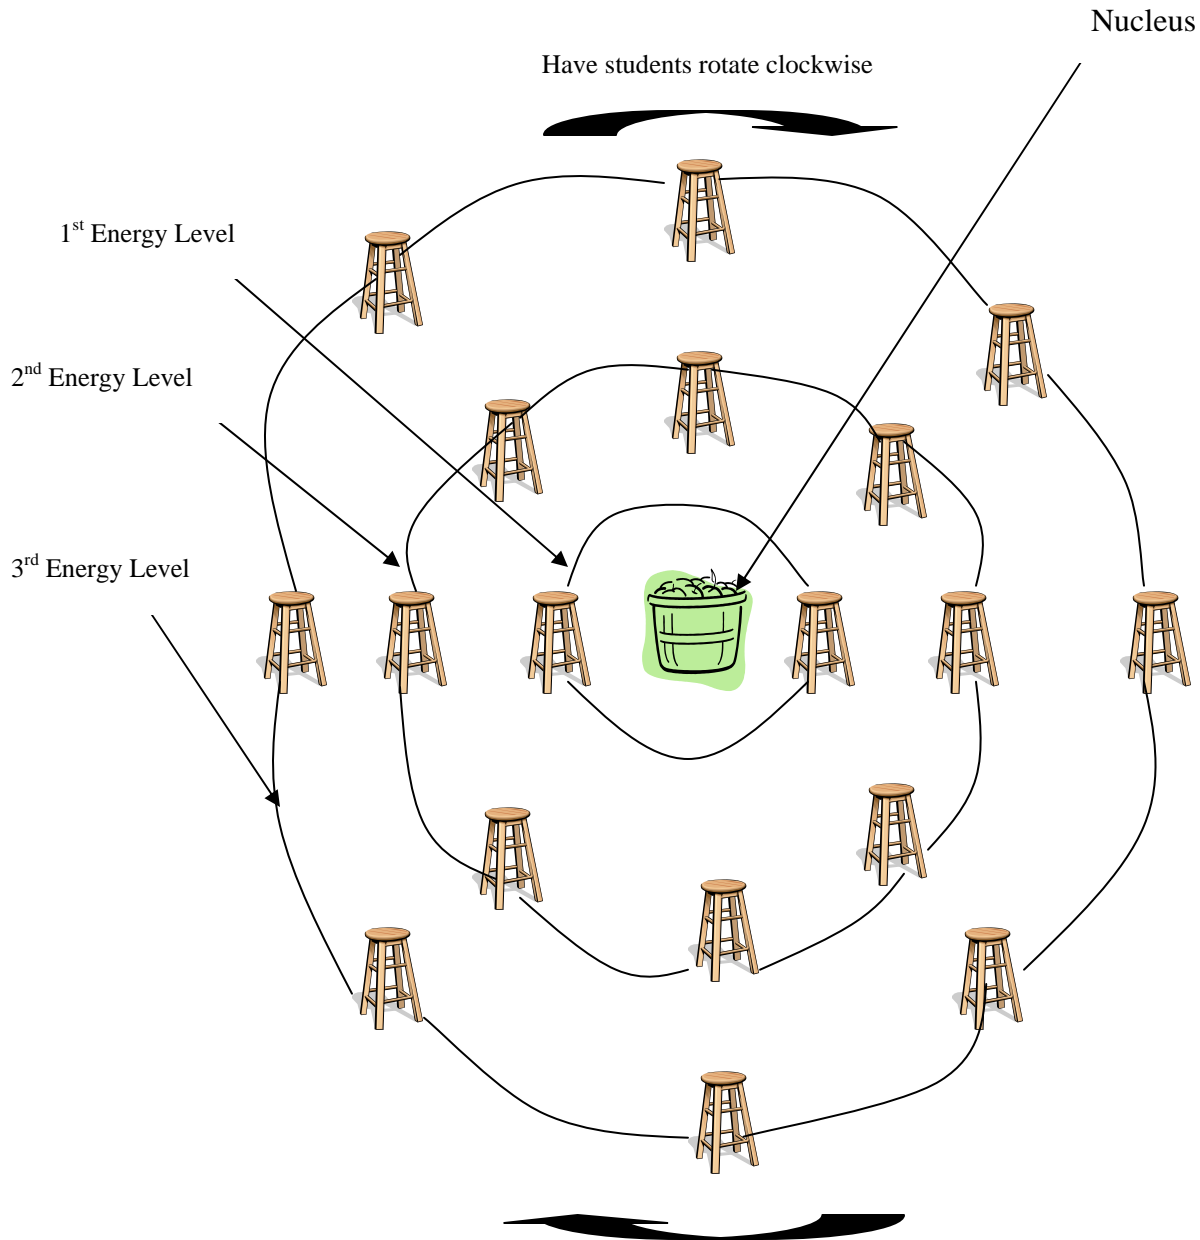 Nucleus
Have students rotate clockwise
1st Energy Level
2nd Energy Level
3rd Energy Level